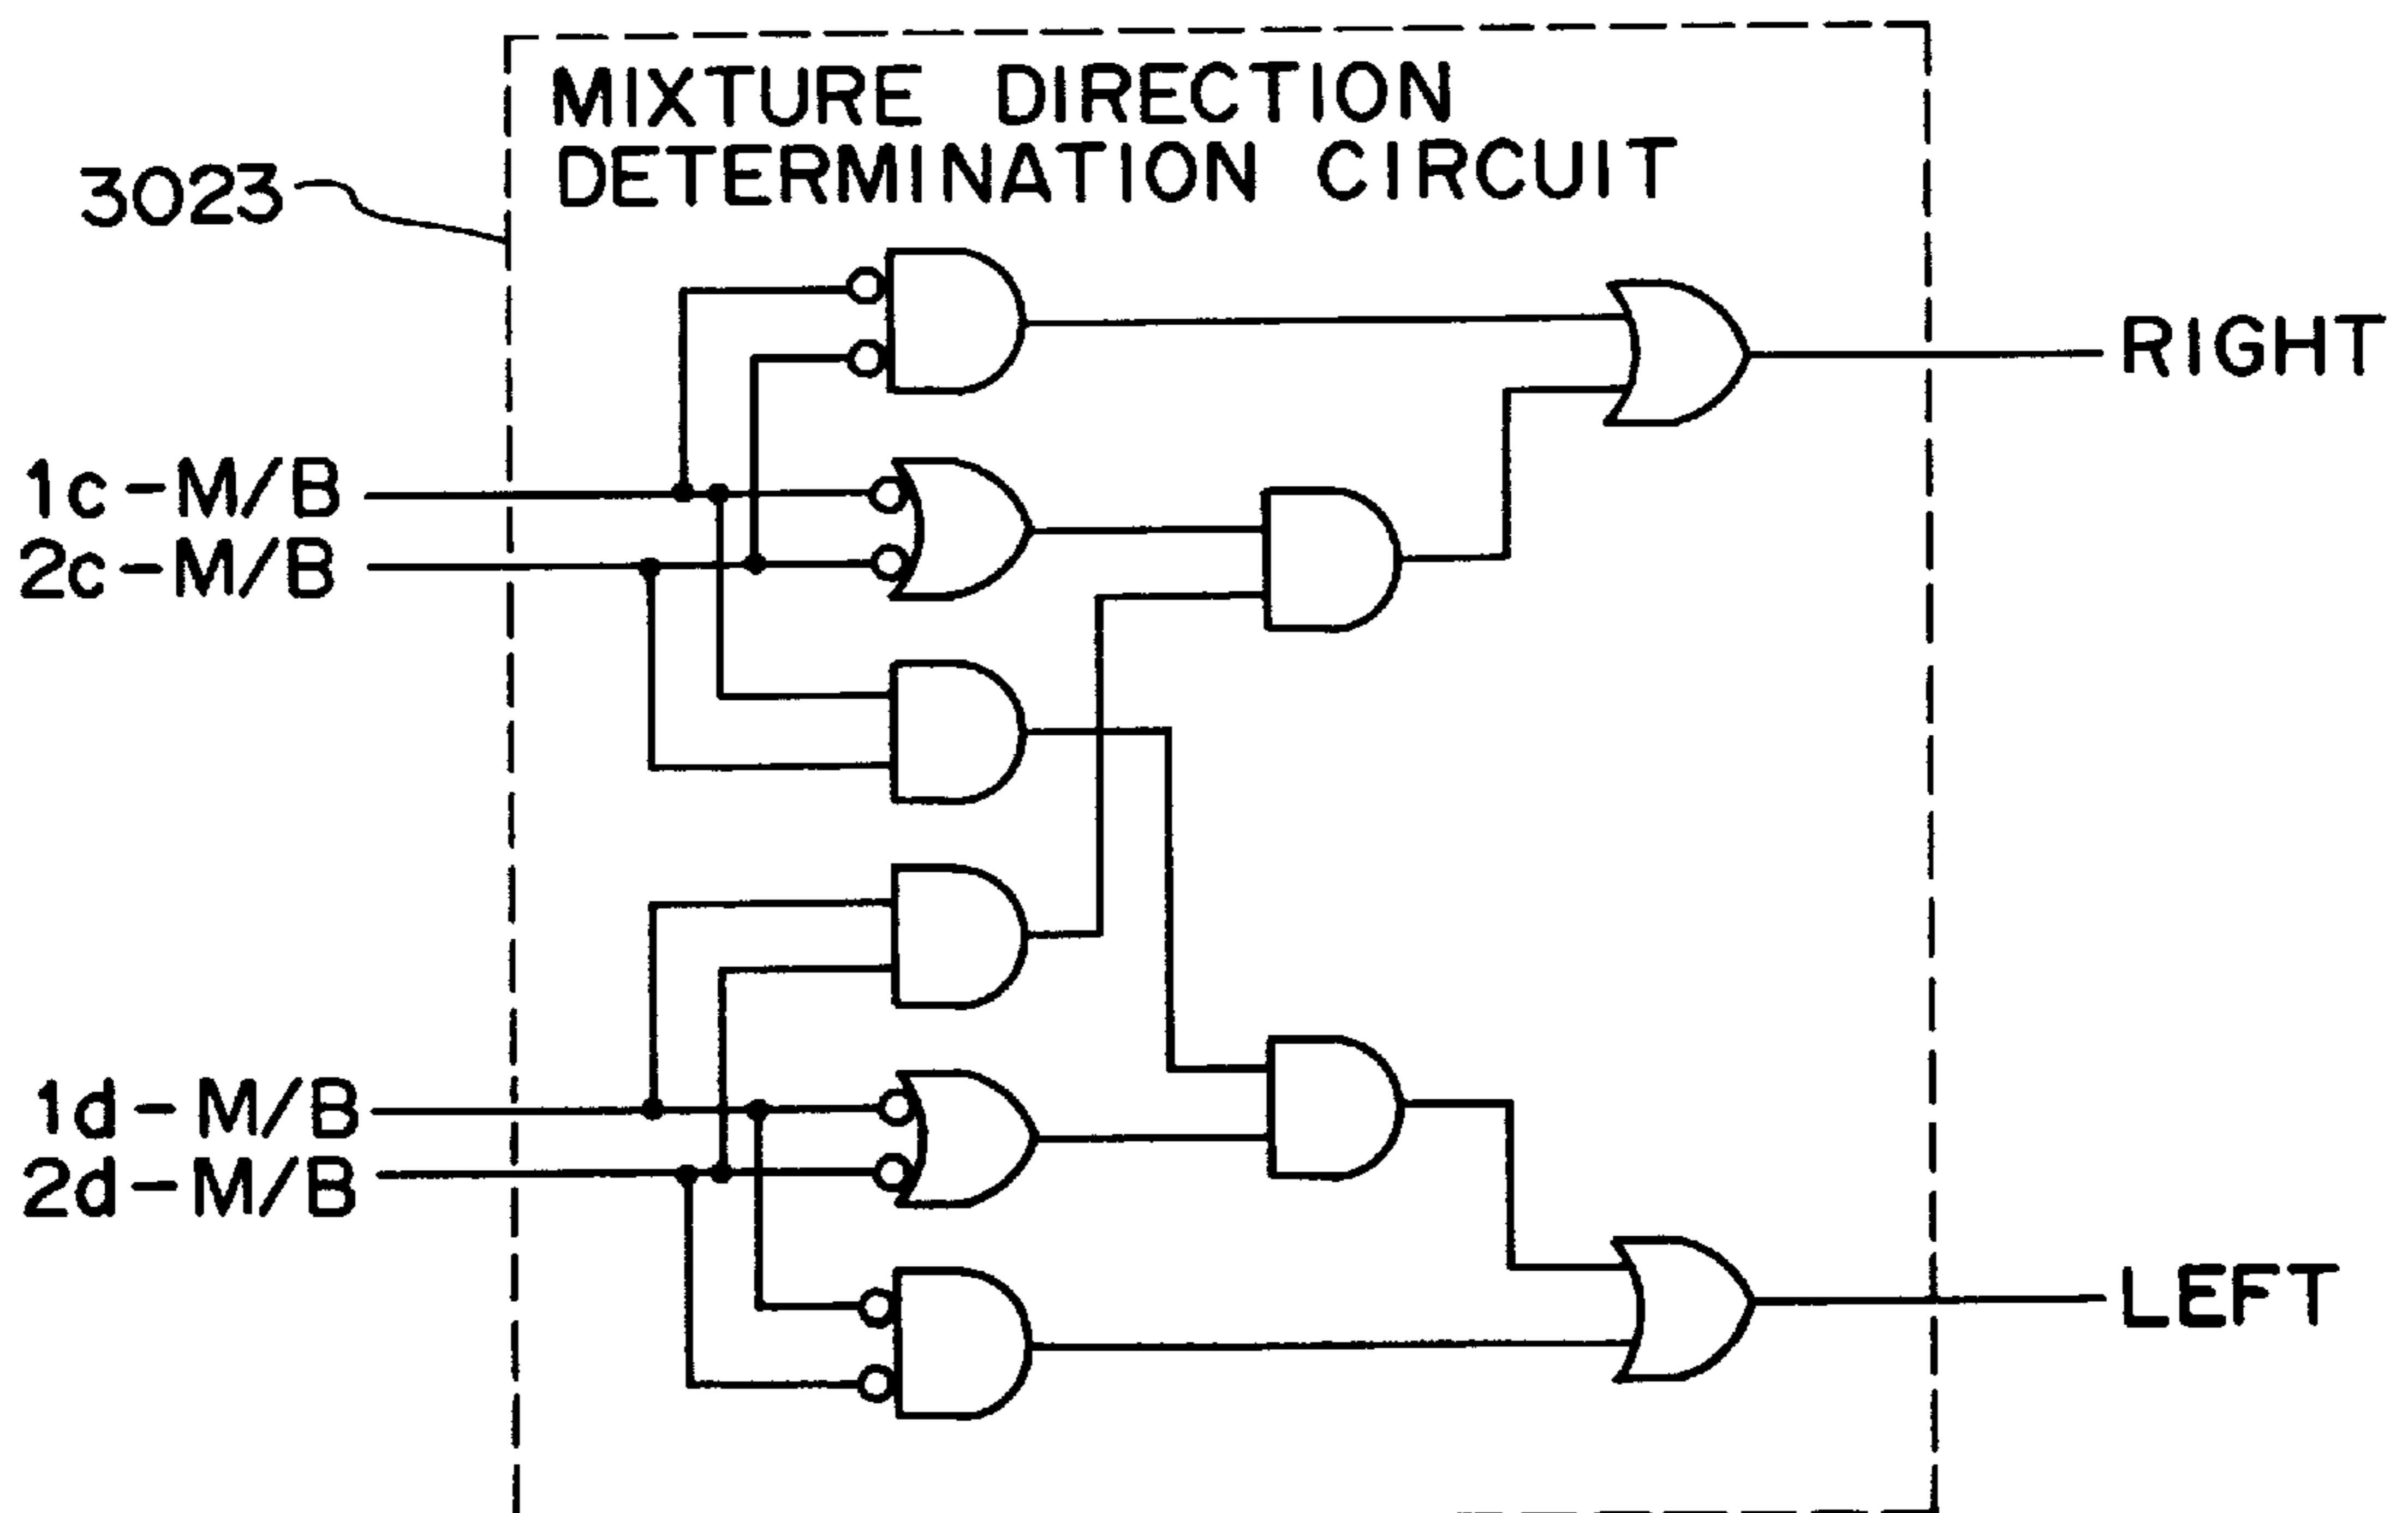 MIXTURE DIRECTION
DETERMINATION CIRCUIT
3023
RIGHT
1c-M/B
2c-M/B
1d-M/B
2d-M/B
LEFT